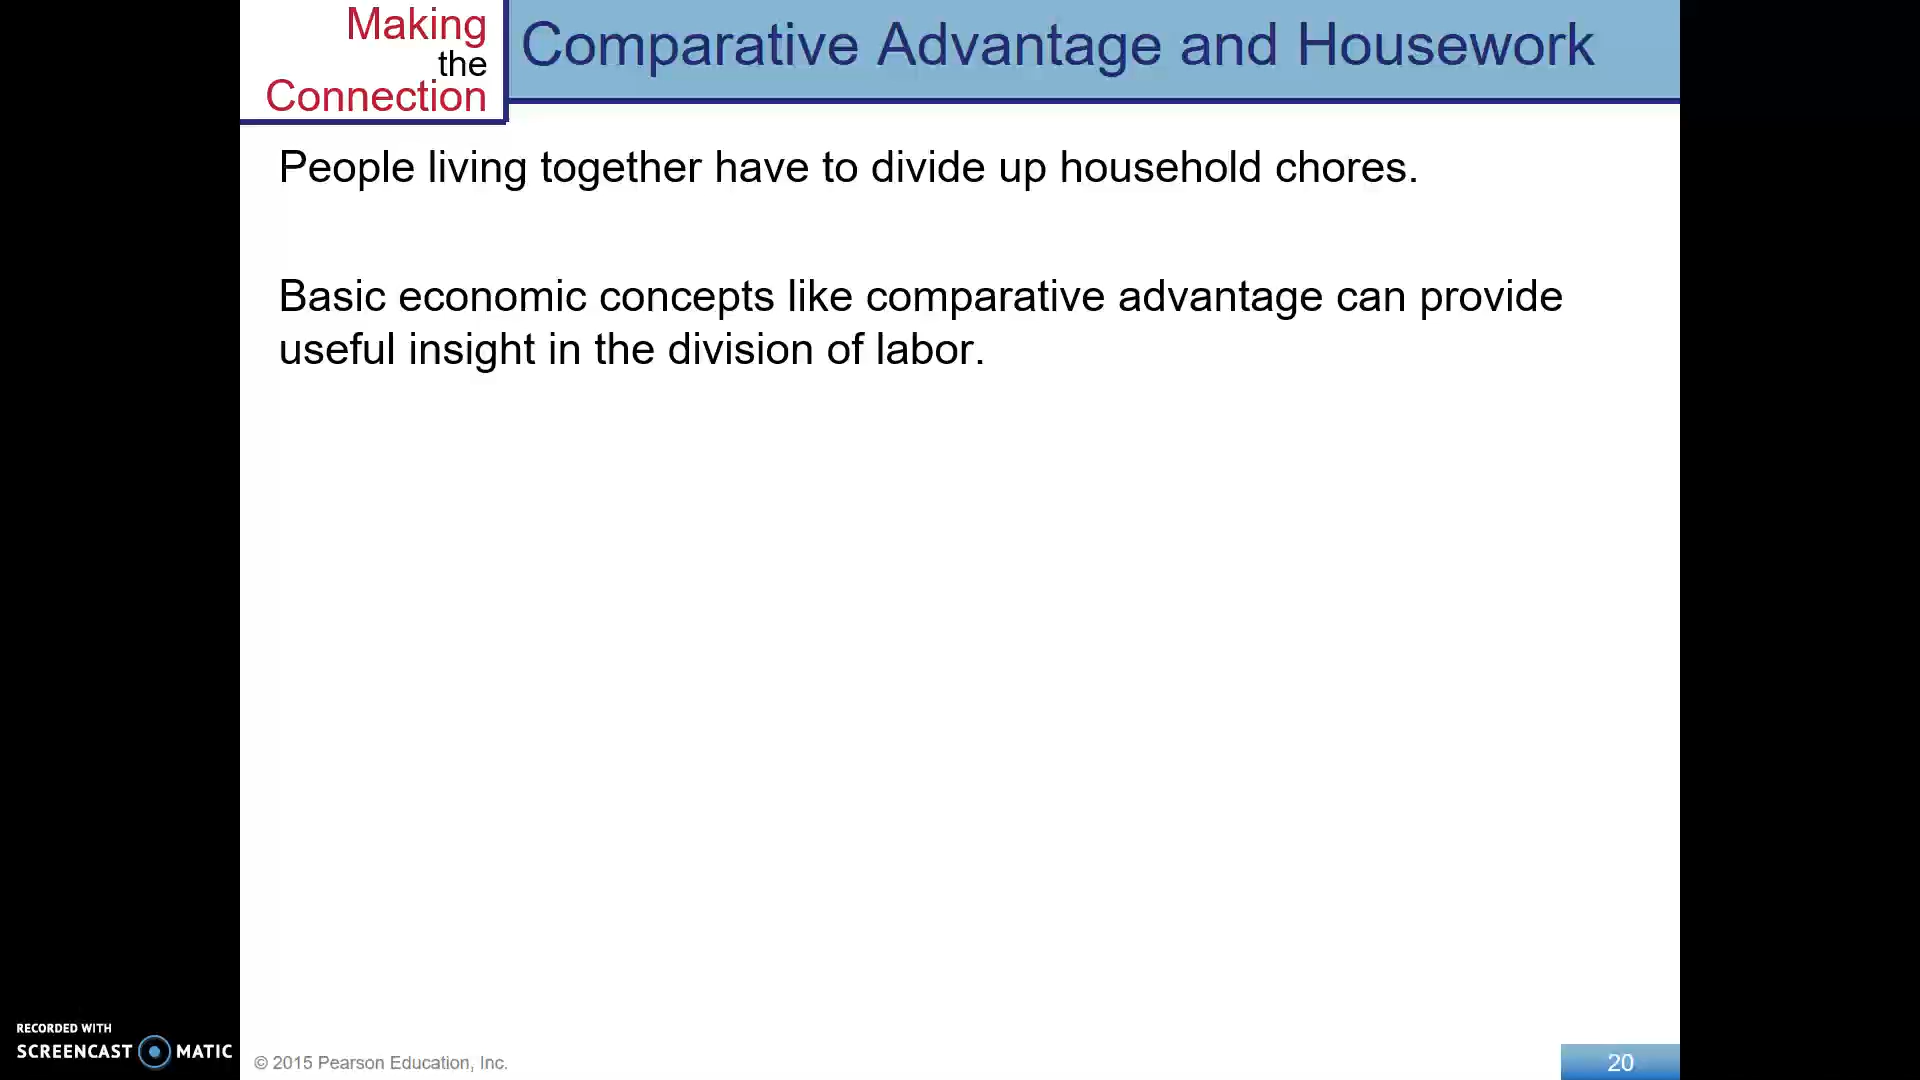 Making
the
Connection
Comparative Advantage and Housework
People living together have to divide up household chores.
Basic economic concepts like comparative advantage can provide
useful insight in the division of labor.
RECORDED WITH
SCREENCAST MATIC
© 2015 Pearson Education, Inc.
20